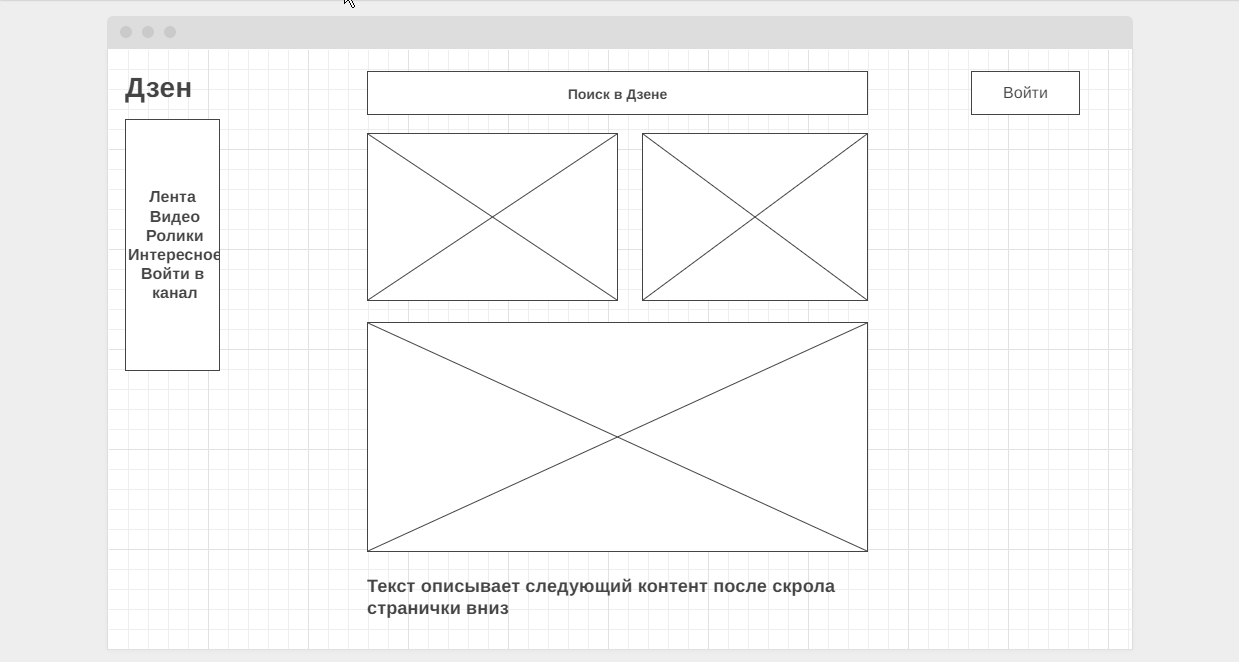 Дзен
Поиск в Дзене
Войти
Лента
Видео
Ролики
Интересное
Войти в
канал
Текст описывает следующий контент после скрола
странички вниз